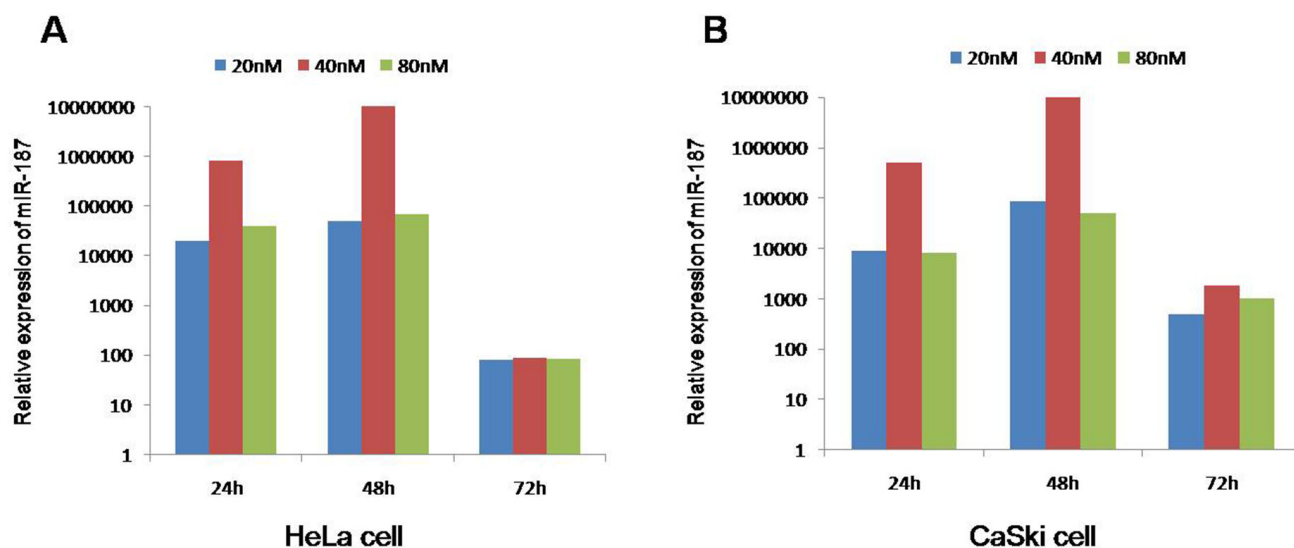 A
20nM 40nM 80nM
Relative expression of mIR-187
10000000
1000000
100000
10000
1000
100
10
1
24h 48h 72h
HeLa cell
B
20nM 40nM 80nM
Relative expression of mIR-187
10000000
1000000
100000
10000
1000
100
10
1
24h 48h 72h
CaSki cell